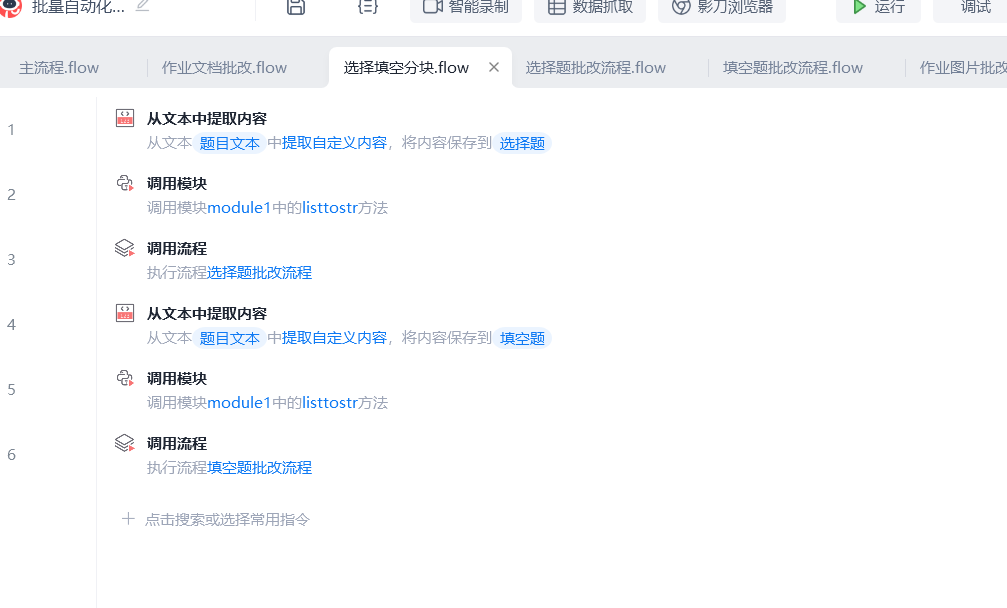 批量自动化...
智能录制
数据抓取
影刀浏览器
运行
调试
主流程.flow
作业文档批改.flow
选择填空分块.flow
选择题批改流程.flow
填空题批改流程.flow
作业图片批改
1
从文本中提取内容
从文本 题目文本 中提取自定义内容，将内容保存到 选择题
2
调用模块
调用模块module1中的listtostr方法
3
调用流程
执行流程选择题批改流程
4
从文本中提取内容
从文本 题目文本 中提取自定义内容，将内容保存到 填空题
5
调用模块
调用模块module1中的listtostr方法
6
调用流程
执行流程填空题批改流程
点击搜索或选择常用指令